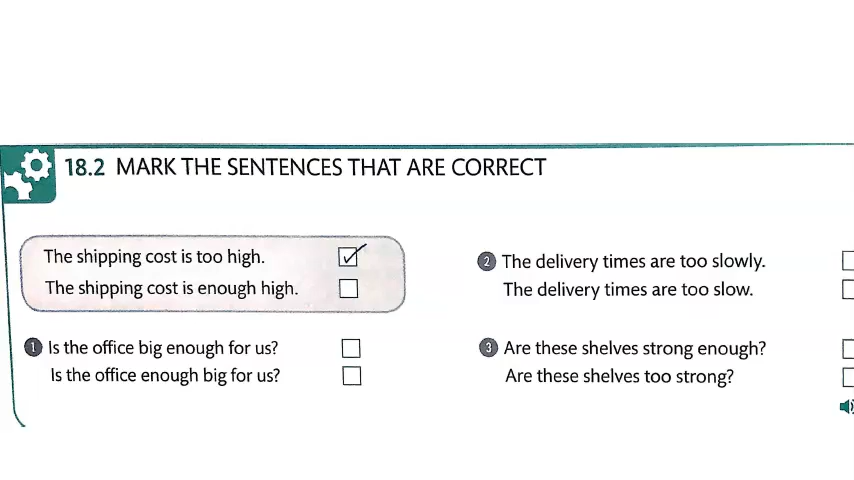 18.2 MARK THE SENTENCES THAT ARE CORRECT
The shipping cost is too high.
The shipping cost is enough high.
1 Is the office big enough for us?
Is the office enough big for us?
2 The delivery times are too slowly.
The delivery times are too slow.
3 Are these shelves strong enough?
Are these shelves too strong?